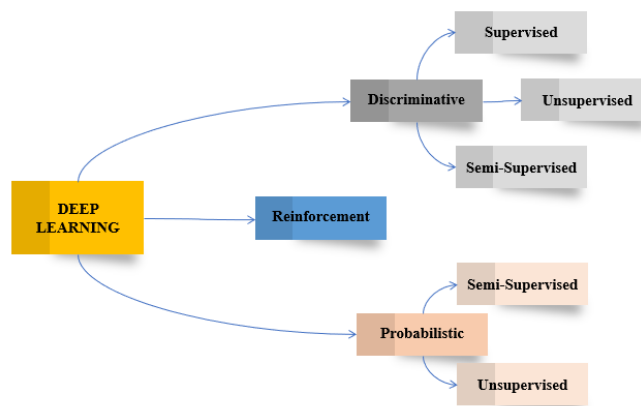 Supervised
Discriminative
Unsupervised
Semi-Supervised
DEEP
LEARNING
Reinforcement
Semi-Supervised
Probabilistic
Unsupervised